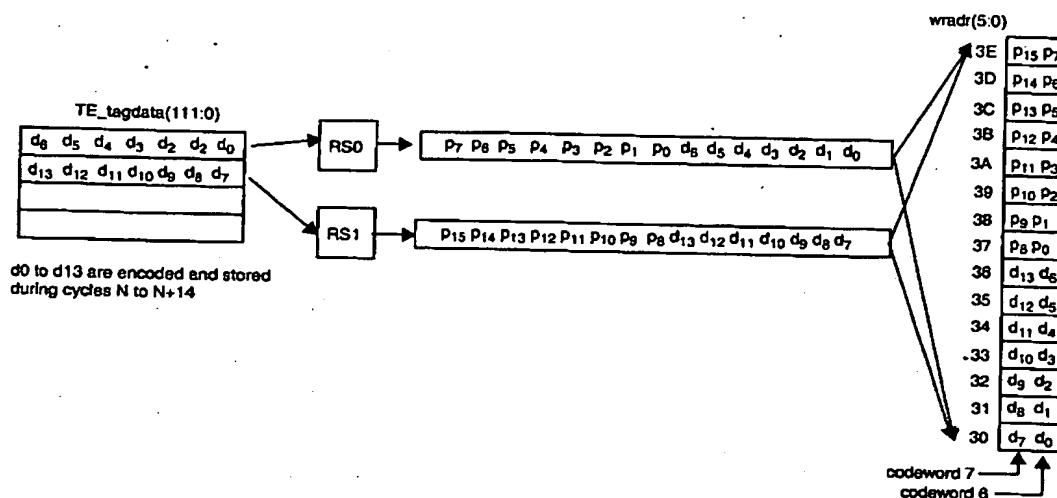 wradr(5:0)
TE_tagdata(111:0)
d6 d5 d4 d3 d2 d2 d0
d13 d12 d11 d10 d9 d8 d7
RS0
p7 p6 p5 p4 p3 p2 p1 p0 d6 d5 d4 d3 d2 d1 d0
RS1
p15 p14 p13 p12 p11 p10 p9 p8 d13 d12 d11 d10 d9 d8 d7
d0 to d13 are encoded and stored
during cycles N to N+14
3E p15 p7
3D p14 p6
3C p13 p5
3B p12 p4
3A p11 p3
39 p10 p2
38 p9 p1
37 p8 p0
36 d13 d6
35 d12 d5
34 d11 d4
33 d10 d3
32 d9 d2
31 d8 d1
30 d7 d0
codeword 7
codeword 6